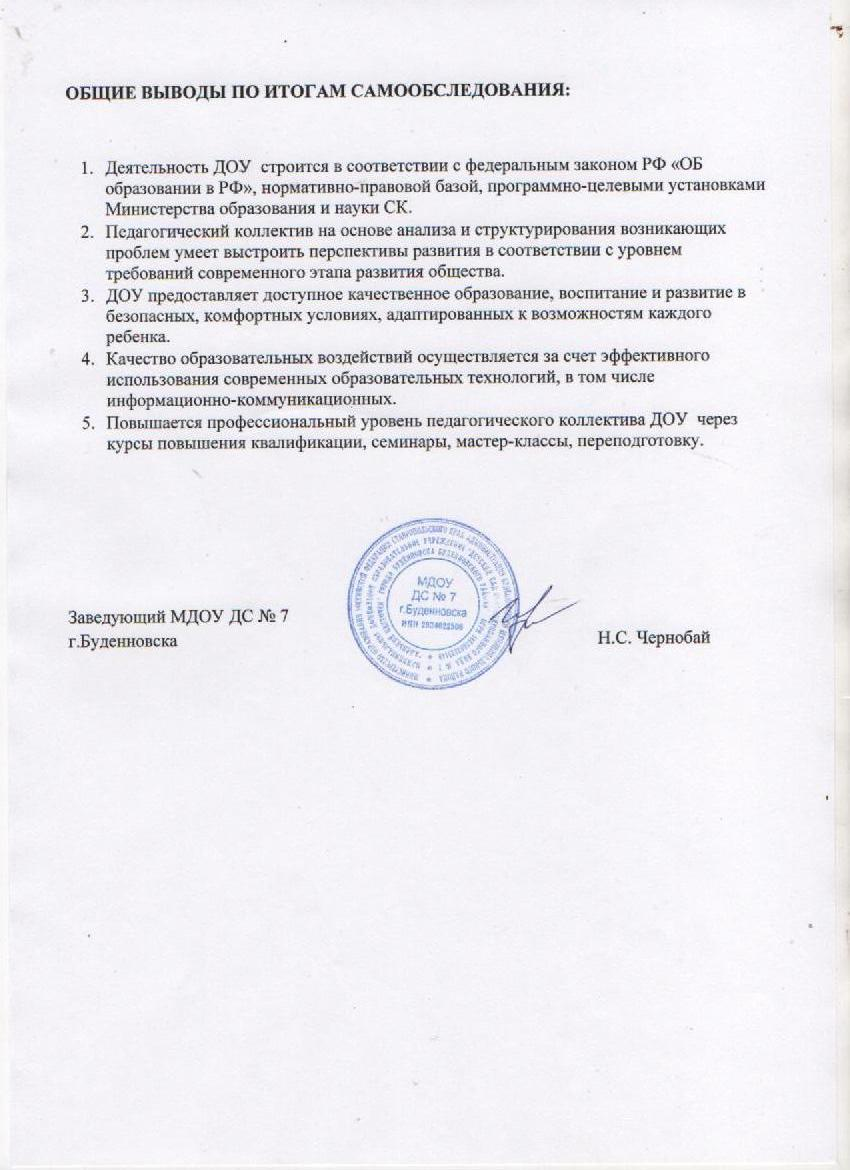 ОБЩИЕ ВЫВОДЫ ПО ИТОГАМ САМООБСЛЕДОВАНИЯ:
1. Деятельность ДОУ строится в соответствии с федеральным законом РФ «ОБ
образовании в РФ», нормативно-правовой базой, программно-целевыми установками
Министерства образования и науки СК.
2. Педагогический коллектив на основе анализа и структурирования возникающих
проблем умеет выстроить перспективы развития в соответствии с уровнем
требований современного этапа развития общества.
3. ДОУ предоставляет доступное качественное образование, воспитание и развитие в
безопасных, комфортных условиях, адаптированных к возможностям каждого
ребенка.
4. Качество образовательных воздействий осуществляется за счет эффективного
использования современных образовательных технологий, в том числе
информационно-коммуникационных.
5. Повышается профессиональный уровень педагогического коллектива ДОУ через
курсы повышения квалификации, семинары, мастер-классы, переподготовку.
МДОУ
ДС № 7
г.Буденновска
ИНН
Заведующий МДОУ ДС № 7
г.Буденновска
Н.С. Чернобай